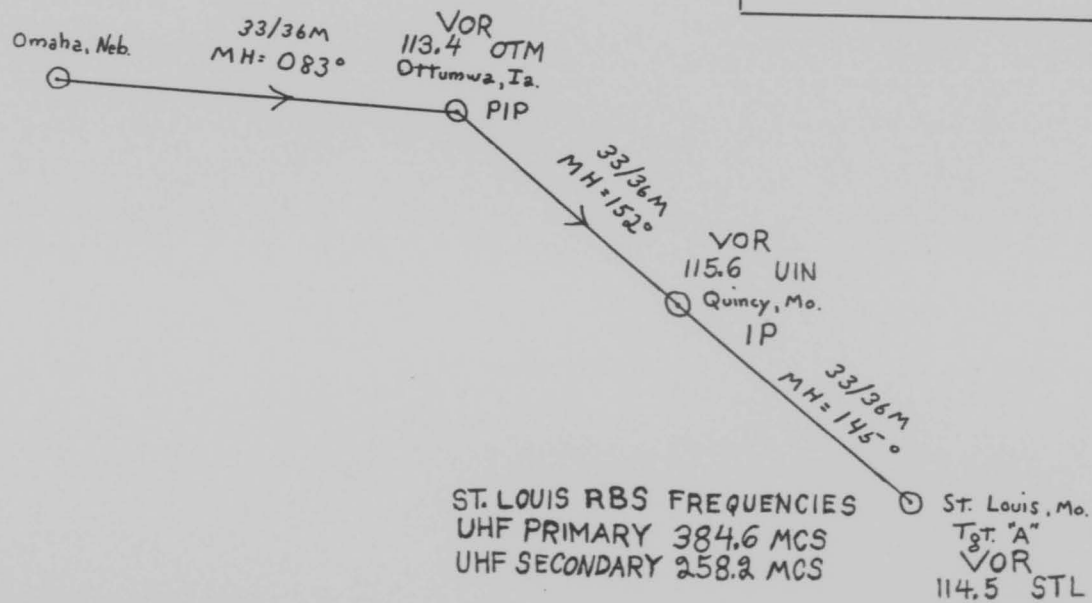 Omaha, Neb.
33/36M
MH= 083°
VOR
113.4 OTM
Ottumwa, Ia.
PIP
33/36M
MH=152°
VOR
115.6 UIN
Quincy, Mo.
IP
33/36M
MH=145°
ST. LOUIS RBS FREQUENCIES
UHF PRIMARY 384.6 MCS
UHF SECONDARY 258.2 MCS
St. Louis, Mo.
Tgt. "A"
VOR
114.5 STL